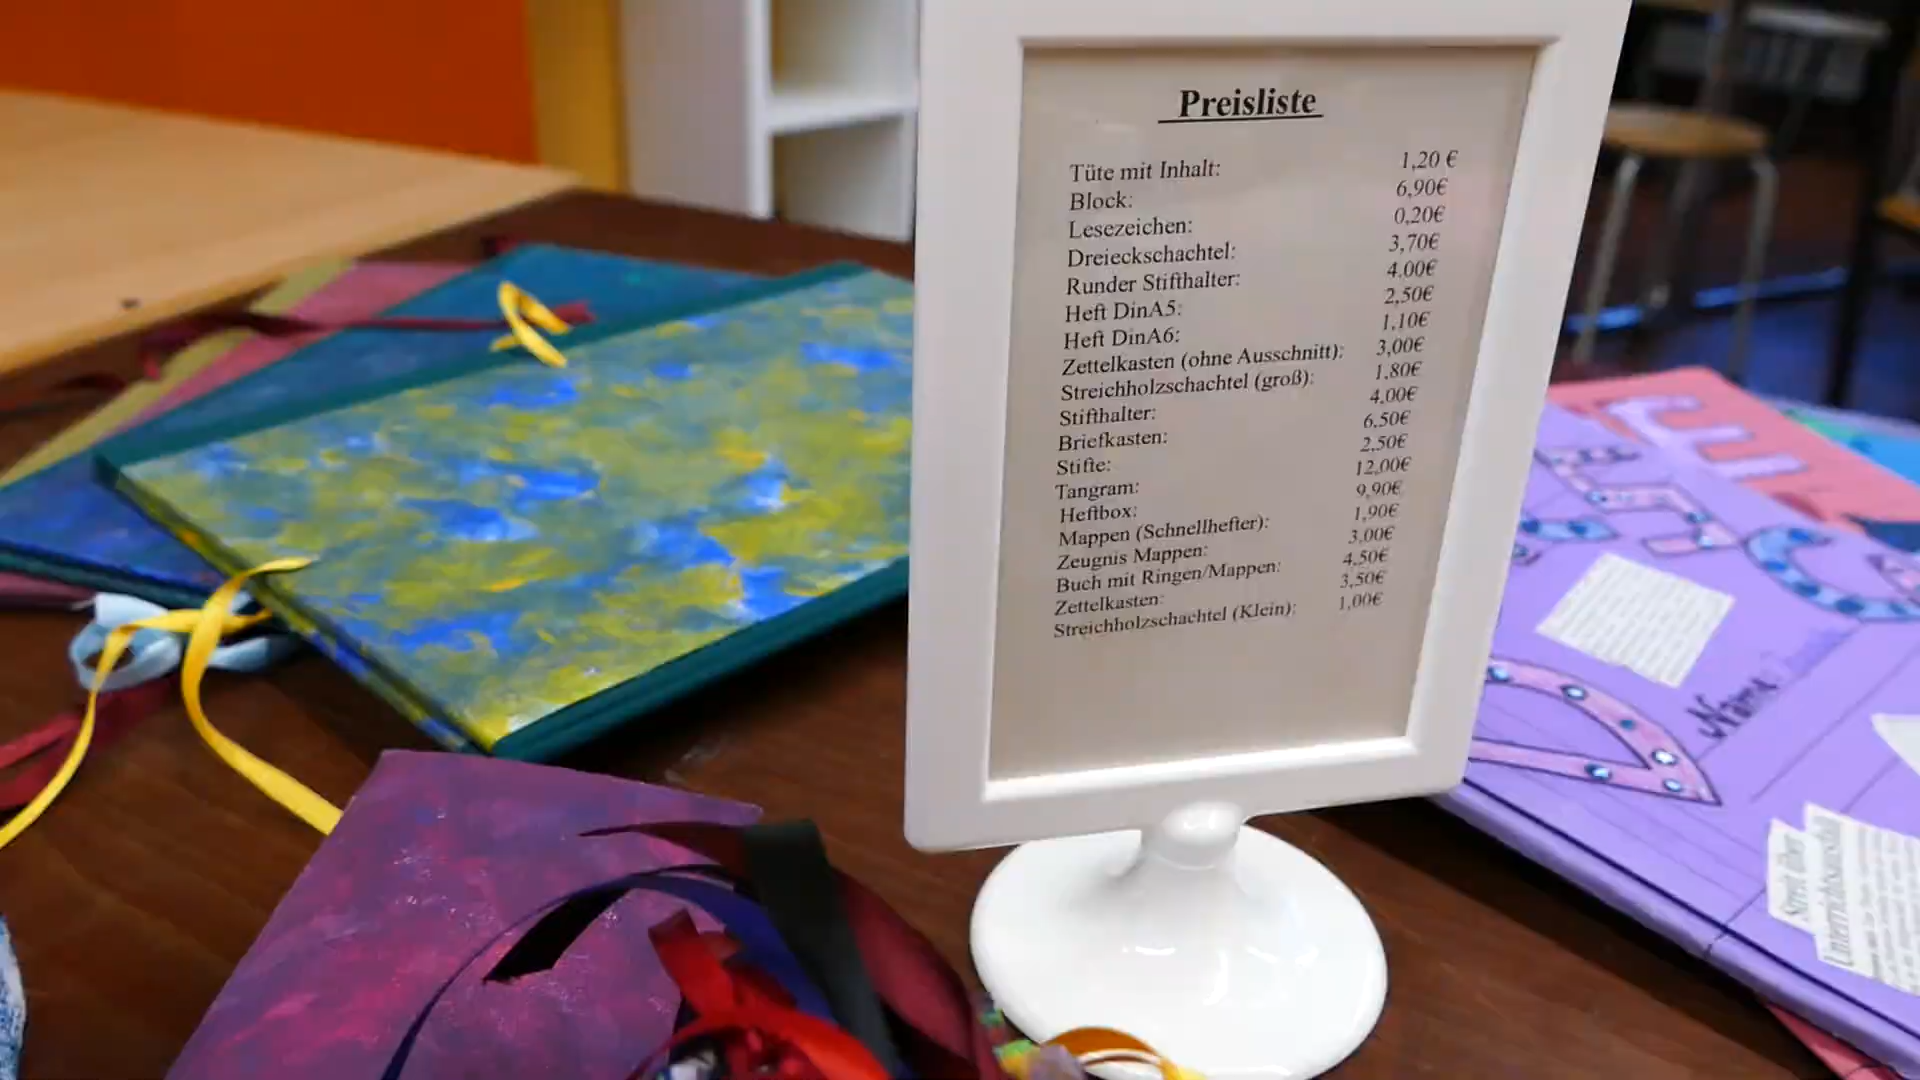 Preisliste
Tüte mit Inhalt: 1,20 €
Block: 6,90€
Lesezeichen: 0,20€
Dreieckschachtel: 3,70€
Runder Stifthalter: 4.00€
Heft DinA5: 2,50€
Heft DinA6: 1,10€
Zettelkasten (ohne Ausschnitt): 3,00€
Streichholzschachtel (groß): 1,80€
Stifthalter: 4,00€
Briefkasten: 6,50€
Stifte: 2,50€
Tangram: 12,00€
Heftbox: 9,90€
Mappen (Schnellhefter): 1,90€
Zeugnis Mappen: 3,00€
Buch mit Ringen/Mappen: 4,50€
Zettelkasten: 3,50€
Streichholzschachtel (Klein): 1,00€
Name:
Streit über